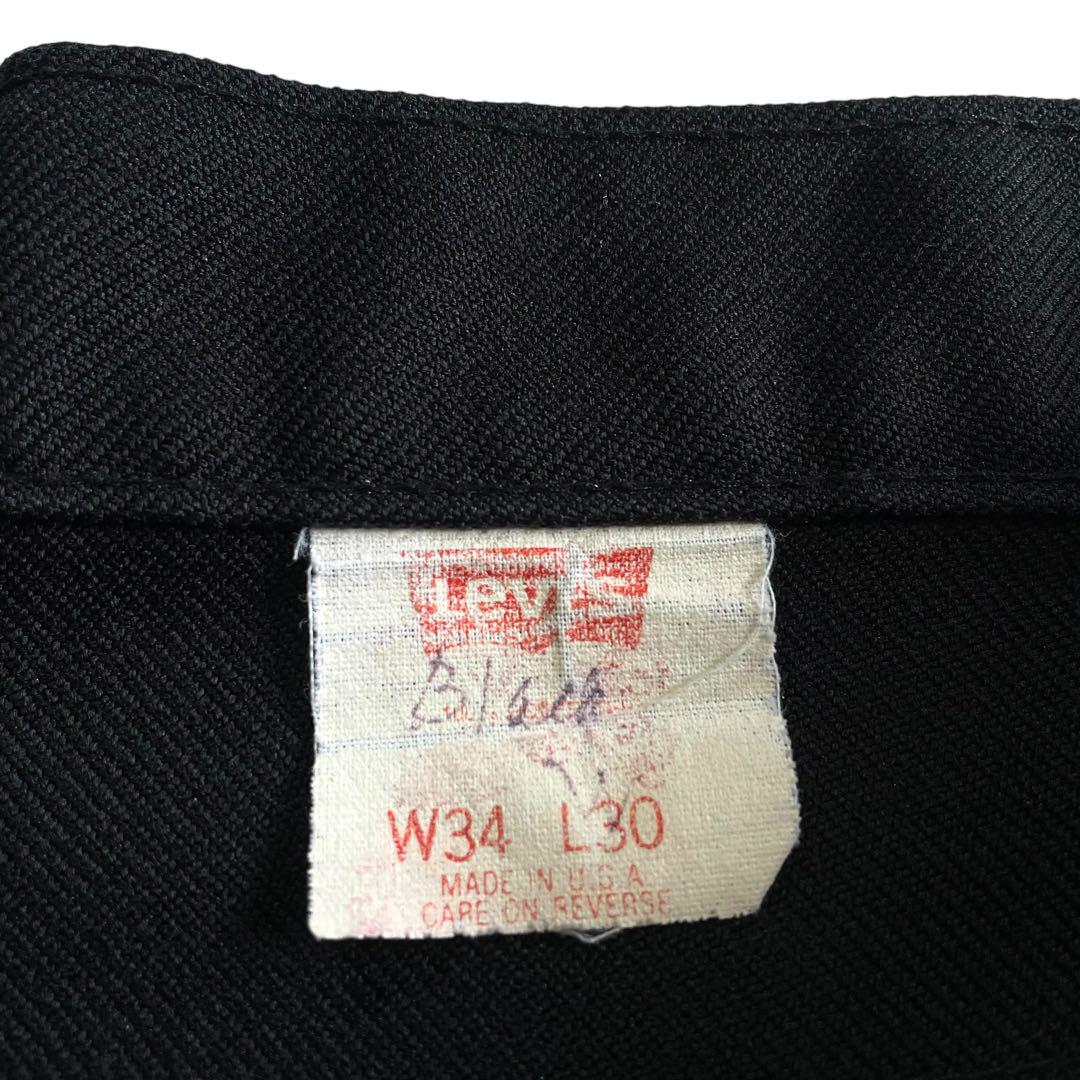 Levi
Black
W34 L30
MADE IN U.S.A
CARE ON REVERSE